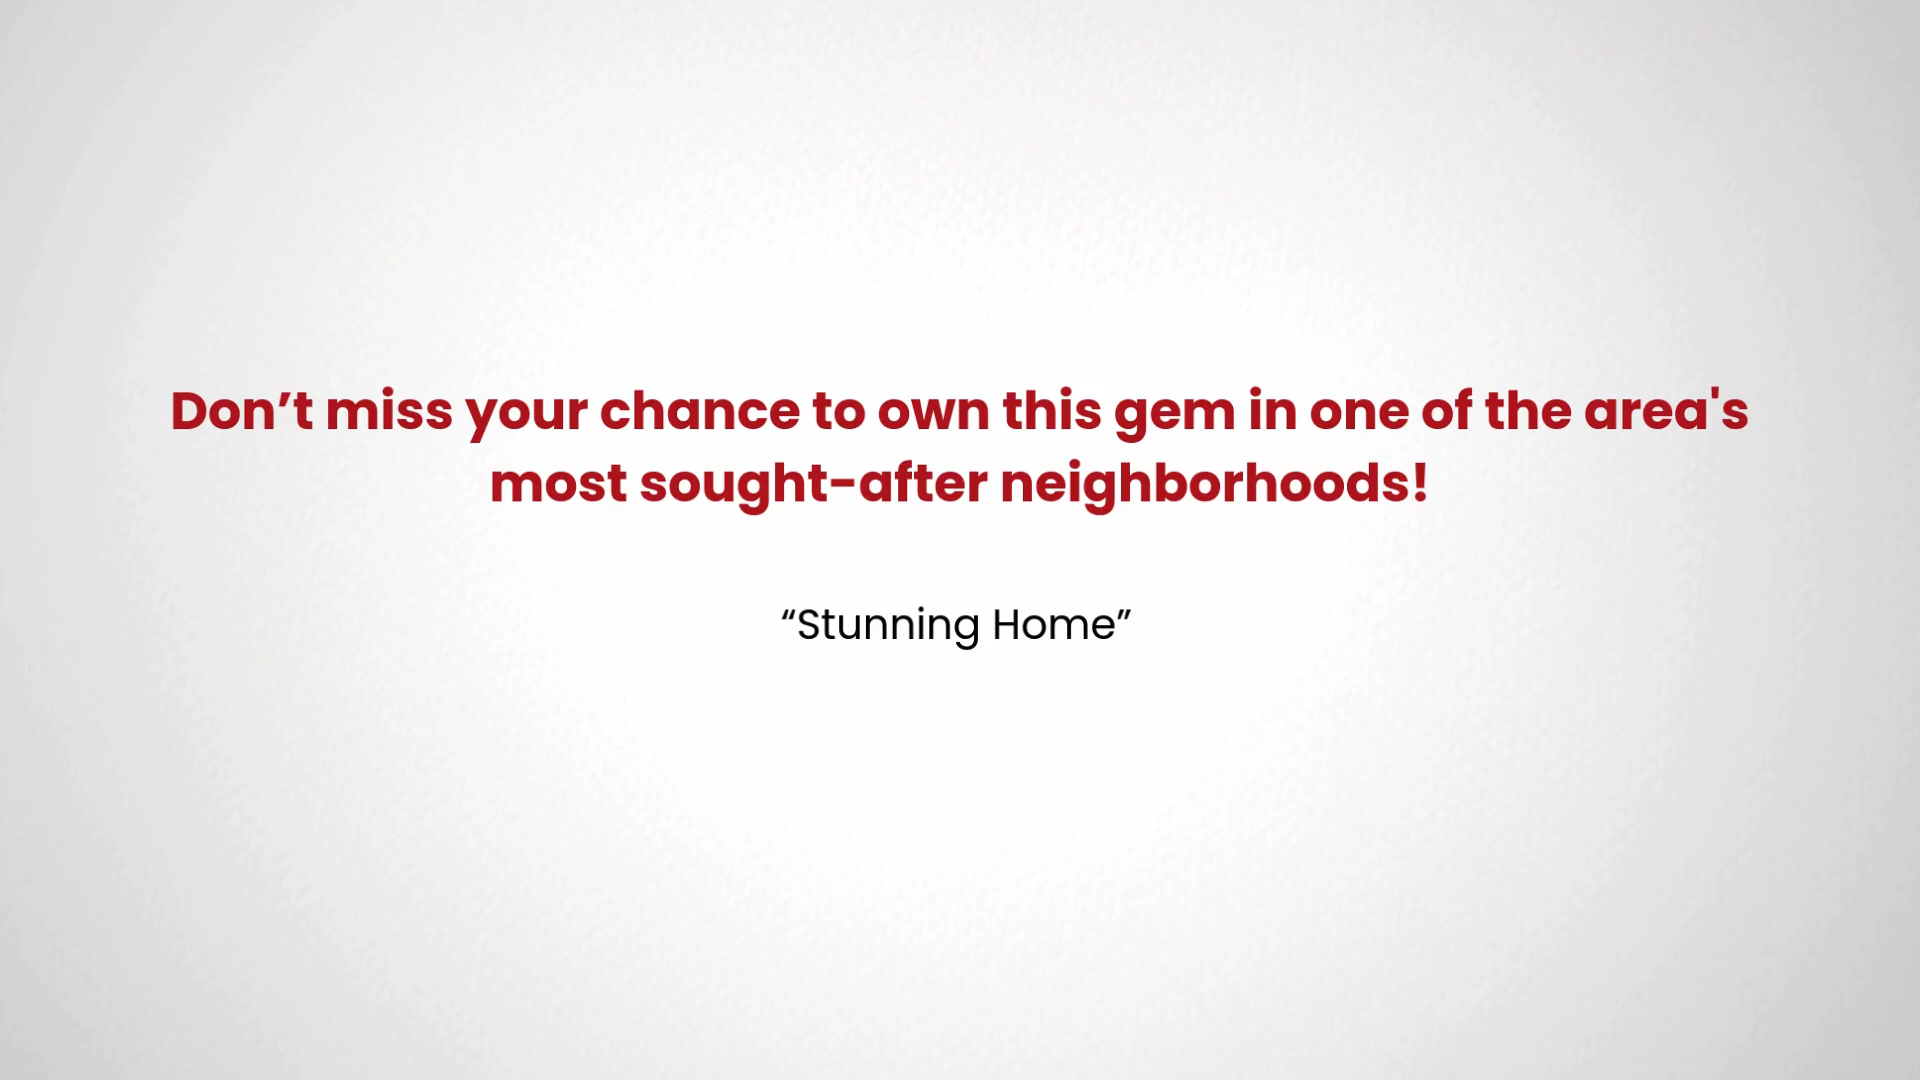 Don’t miss your chance to own this gem in one of the area's
most sought-after neighborhoods!
“Stunning Home”